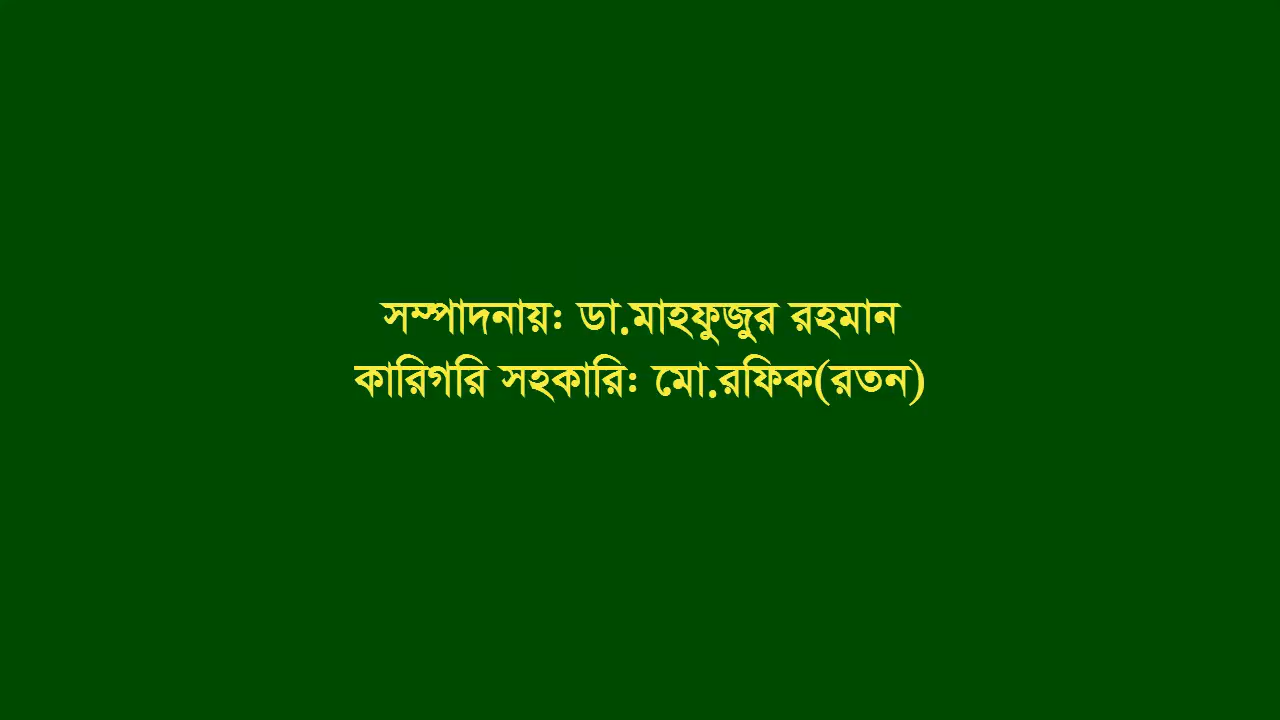 সম্পাদনায়ঃ ডা.মাহফুজুর রহমান
কারিগরি সহকারিঃ মো.রফিক(রতন)